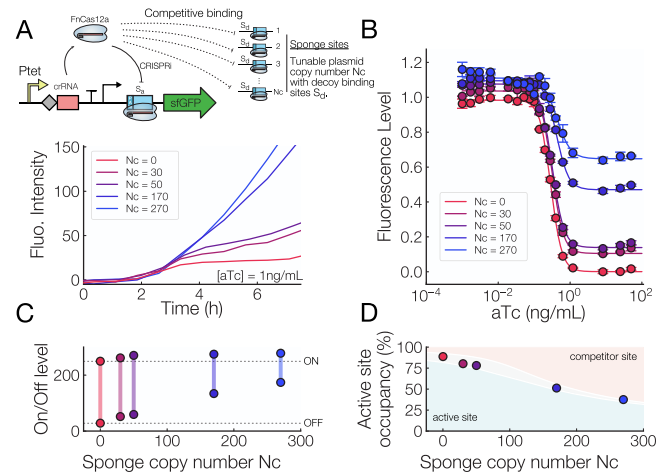 A
FnCas12a
Competitive binding
Sd 1
Sd 2
Sd 3
Sd Nc
Sponge sites
Tunable plasmid
copy number Nc
with decoy binding
sites Sd.
CRISPRi
Ptet
crRNA
Sa
sfGFP
Fluo. Intensity
150
100
50
0
Nc = 0
Nc = 30
Nc = 50
Nc = 170
Nc = 270
[aTc] = 1ng/mL
0 2 4 6
Time (h)
B
Fluorescence Level
1.2
1.0
0.8
0.6
0.4
1.2
0.0
Nc = 0
Nc = 30
Nc = 50
Nc = 170
Nc = 270
10⁻⁴ 10⁻² 10⁰ 10²
aTc (ng/mL)
C
On/Off level
200
0
ON
OFF
0 100 200 300
Sponge copy number Nc
D
Active site
occupancy (%)
100
75
50
25
0
competitor site
active site
0 100 200 300
Sponge copy number Nc